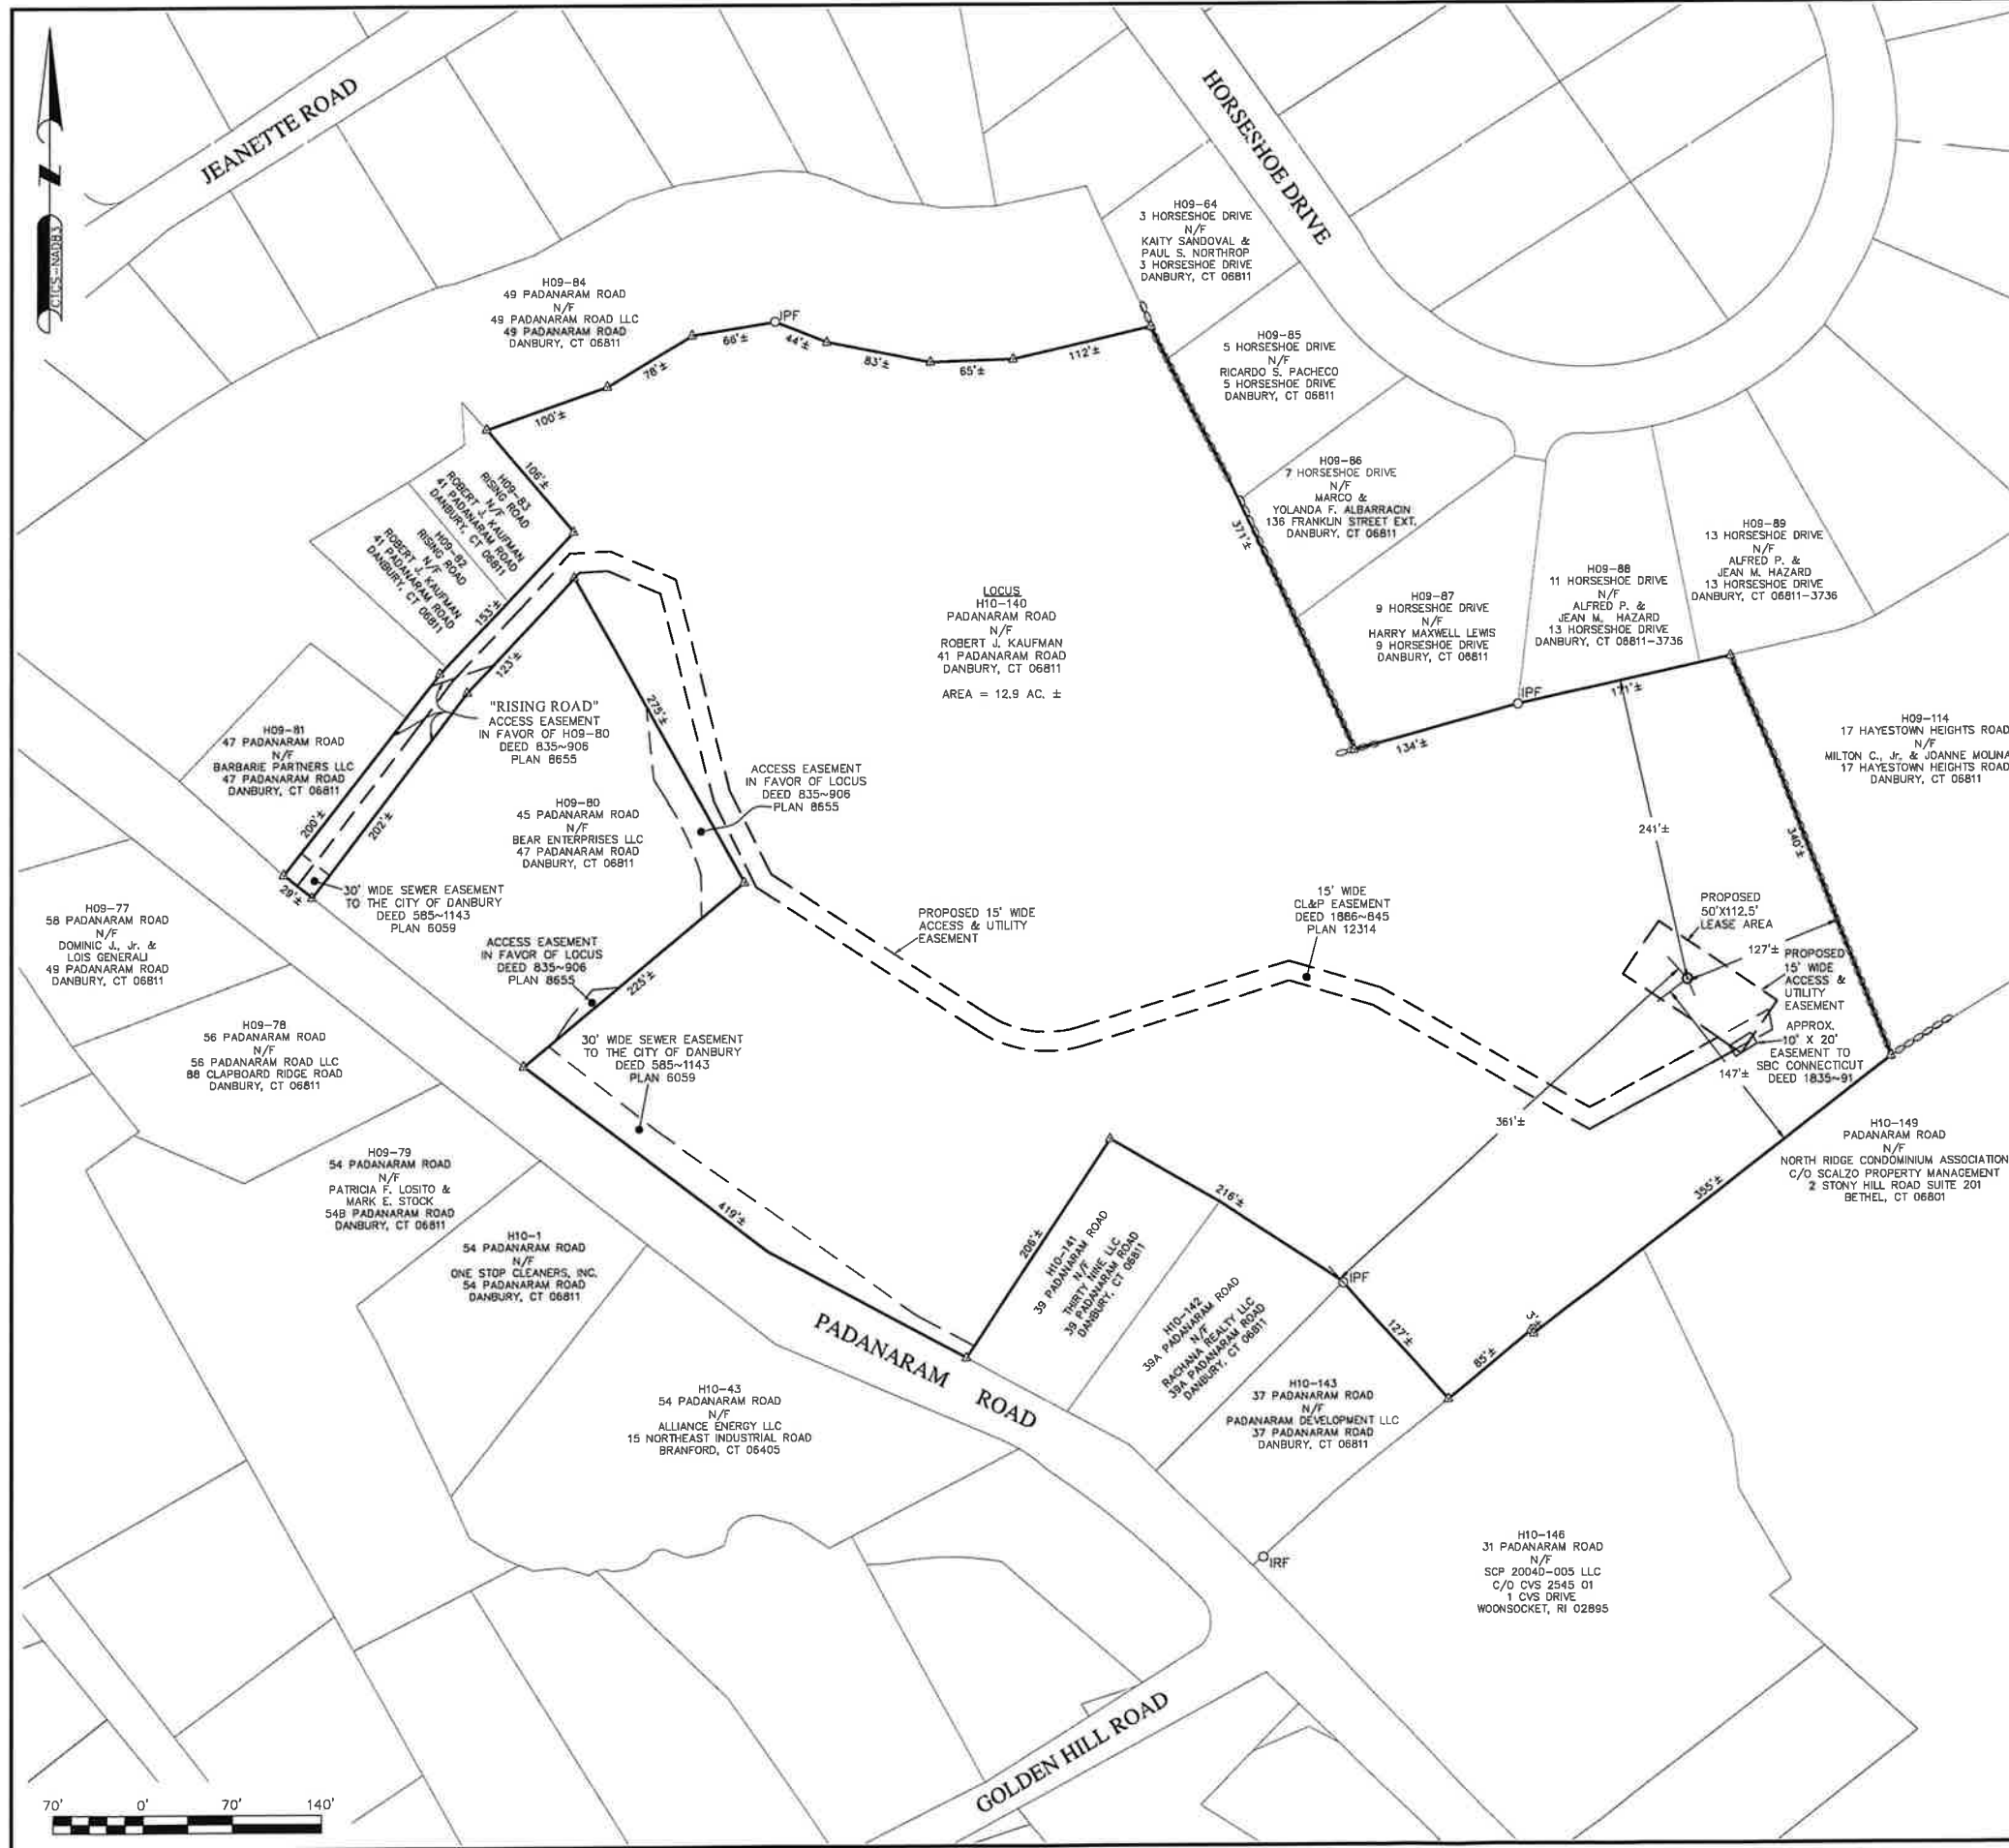 JEANETTE ROAD
HORSESHOE DRIVE
CTCS-NAD83
H09-64
3 HORSESHOE DRIVE
N/F
KAITY SANDOVAL &
PAUL S. NORTHROP
3 HORSESHOE DRIVE
DANBURY, CT 06811
H09-84
49 PADANARAM ROAD
N/F
49 PADANARAM ROAD LLC
49 PADANARAM ROAD
DANBURY, CT 06811
IPF
66'±
44'±
78'±
83'±
65'±
112'±
100'±
106'±
H09-85
5 HORSESHOE DRIVE
N/F
RICARDO S. PACHECO
5 HORSESHOE DRIVE
DANBURY, CT 06811
H09-86
7 HORSESHOE DRIVE
N/F
MARCO &
YOLANDA F. ALBARRACIN
136 FRANKLIN STREET EXT.
DANBURY, CT 06811
371'±
H09-83
RISING ROAD
N/F
ROBERT J. KAUFMAN
41 PADANARAM ROAD
DANBURY, CT 06811
H09-82
RISING ROAD
N/F
ROBERT J. KAUFMAN
41 PADANARAM ROAD
DANBURY, CT 06811
153'±
123'±
LOCUS
H10-140
PADANARAM ROAD
N/F
ROBERT J. KAUFMAN
41 PADANARAM ROAD
DANBURY, CT 06811
AREA = 12.9 AC. ±
H09-87
9 HORSESHOE DRIVE
N/F
HARRY MAXWELL LEWIS
9 HORSESHOE DRIVE
DANBURY, CT 06811
H09-88
11 HORSESHOE DRIVE
N/F
ALFRED P. &
JEAN M. HAZARD
13 HORSESHOE DRIVE
DANBURY, CT 06811-3736
H09-89
13 HORSESHOE DRIVE
N/F
ALFRED P. &
JEAN M. HAZARD
13 HORSESHOE DRIVE
DANBURY, CT 06811-3736
IPF
171'±
134'±
H09-114
17 HAYESTOWN HEIGHTS ROAD
N/F
MILTON C., Jr. & JOANNE MOLINA
17 HAYESTOWN HEIGHTS ROAD
DANBURY, CT 06811
H09-81
47 PADANARAM ROAD
N/F
BARBARIE PARTNERS LLC
47 PADANARAM ROAD
DANBURY, CT 06811
"RISING ROAD"
ACCESS EASEMENT
IN FAVOR OF H09-80
DEED 835~906
PLAN 8655
275'±
ACCESS EASEMENT
IN FAVOR OF LOCUS
DEED 835~906
PLAN 8655
H09-80
45 PADANARAM ROAD
N/F
BEAR ENTERPRISES LLC
47 PADANARAM ROAD
DANBURY, CT 06811
200'±
202'±
29'±
30' WIDE SEWER EASEMENT
TO THE CITY OF DANBURY
DEED 585~1143
PLAN 6059
241'±
340'±
H09-77
58 PADANARAM ROAD
N/F
DOMINIC J., Jr. &
LOIS GENERALI
49 PADANARAM ROAD
DANBURY, CT 06811
ACCESS EASEMENT
IN FAVOR OF LOCUS
DEED 835~906
PLAN 8655
225'±
PROPOSED 15' WIDE
ACCESS & UTILITY
EASEMENT
15' WIDE
CL&P EASEMENT
DEED 1886~845
PLAN 12314
PROPOSED
50'X112.5'
LEASE AREA
127'±
PROPOSED
15' WIDE
ACCESS &
UTILITY
EASEMENT
APPROX.
10' X 20'
EASEMENT TO
SBC CONNECTICUT
DEED 1835~91
147'±
H09-78
56 PADANARAM ROAD
N/F
56 PADANARAM ROAD LLC
88 CLAPBOARD RIDGE ROAD
DANBURY, CT 06811
30' WIDE SEWER EASEMENT
TO THE CITY OF DANBURY
DEED 585~1143
PLAN 6059
361'±
H10-149
PADANARAM ROAD
N/F
NORTH RIDGE CONDOMINIUM ASSOCIATION
C/O SCALZO PROPERTY MANAGEMENT
2 STONY HILL ROAD SUITE 201
BETHEL, CT 06801
355'±
H09-79
54 PADANARAM ROAD
N/F
PATRICIA F. LOSITO &
MARK E. STOCK
54B PADANARAM ROAD
DANBURY, CT 06811
419'±
206'±
216'±
H10-141
39 PADANARAM ROAD
N/F
THIRTY NINE LLC
39 PADANARAM ROAD
DANBURY, CT 06811
H10-142
39A PADANARAM ROAD
N/F
RACHANA REALTY LLC
39A PADANARAM ROAD
DANBURY, CT 06811
IPF
127'±
85'±
3'±
H10-1
54 PADANARAM ROAD
N/F
ONE STOP CLEANERS, INC.
54 PADANARAM ROAD
DANBURY, CT 06811
PADANARAM ROAD
H10-43
54 PADANARAM ROAD
N/F
ALLIANCE ENERGY LLC
15 NORTHEAST INDUSTRIAL ROAD
BRANFORD, CT 06405
H10-143
37 PADANARAM ROAD
N/F
PADANARAM DEVELOPMENT LLC
37 PADANARAM ROAD
DANBURY, CT 06811
IRF
H10-146
31 PADANARAM ROAD
N/F
SCP 2004D-005 LLC
C/O CVS 2545 01
1 CVS DRIVE
WOONSOCKET, RI 02895
GOLDEN HILL ROAD
70' 0' 70' 140'